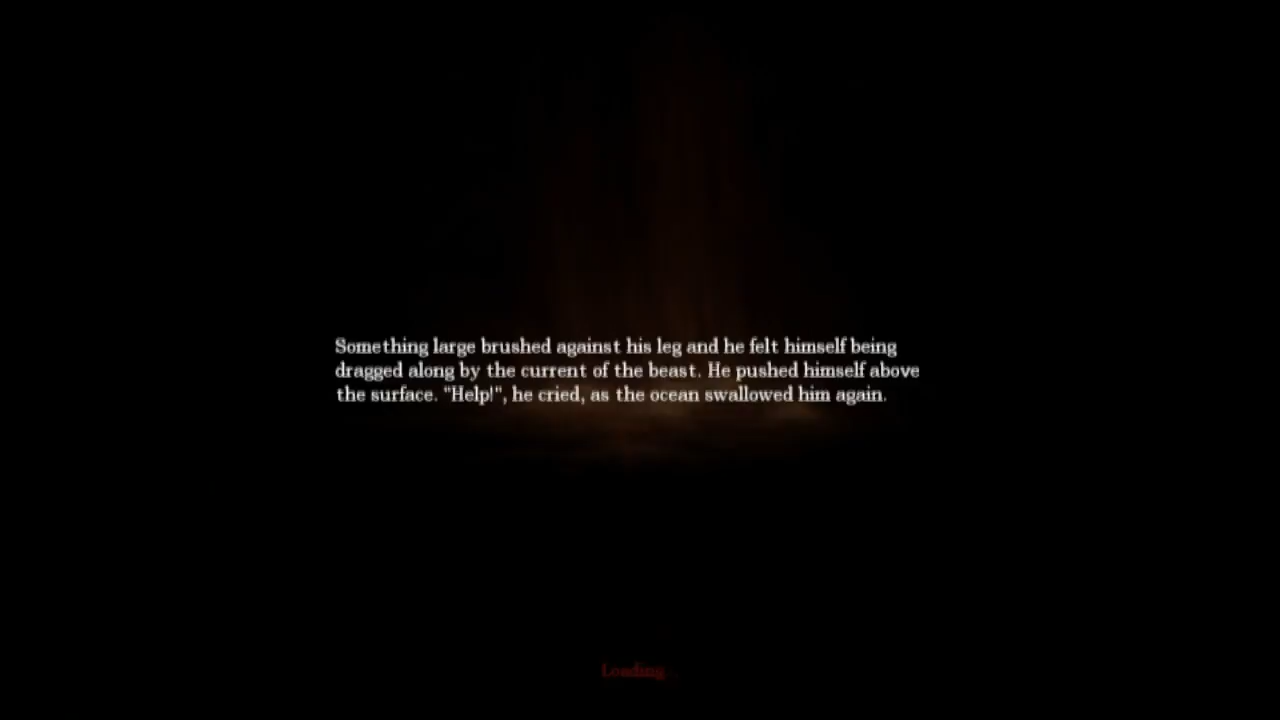 Something large brushed against his leg and he felt himself being
dragged along by the current of the beast. He pushed himself above
the surface. "Help!", he cried, as the ocean swallowed him again.
Loading...